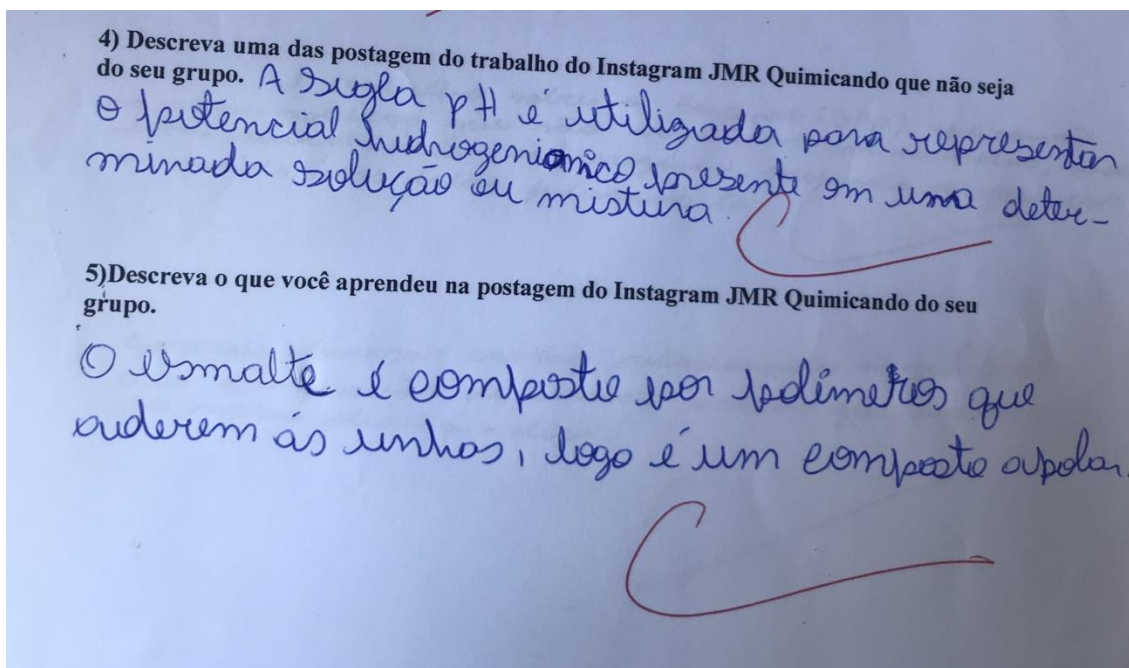 4) Descreva uma das postagem do trabalho do Instagram JMR Quimicando que não seja
do seu grupo. A sigla pH é utilizada para representar
o potencial hidrogeniônico presente em uma deter-
minada solução ou mistura.
5)Descreva o que você aprendeu na postagem do Instagram JMR Quimicando do seu
grupo.
O esmalte é composto por polímeros que
aderem ás unhas, logo é um composto apolar.